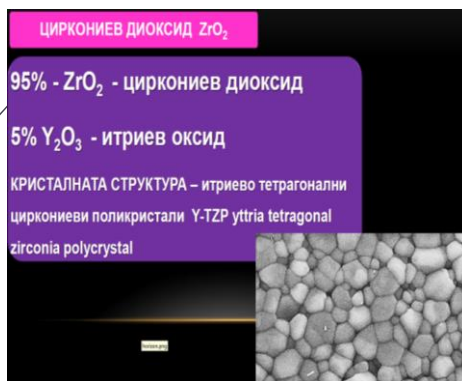 ЦИРКОНИЕВ ДИОКСИД ZrO₂
95% - ZrO₂ - циркониев диоксид
5% Y₂O₃ - итриев оксид
КРИСТАЛНАТА СТРУКТУРА – итриево тетрагонални
циркониеви поликристали Y-TZP yttria tetragonal
zirconia polycrystal